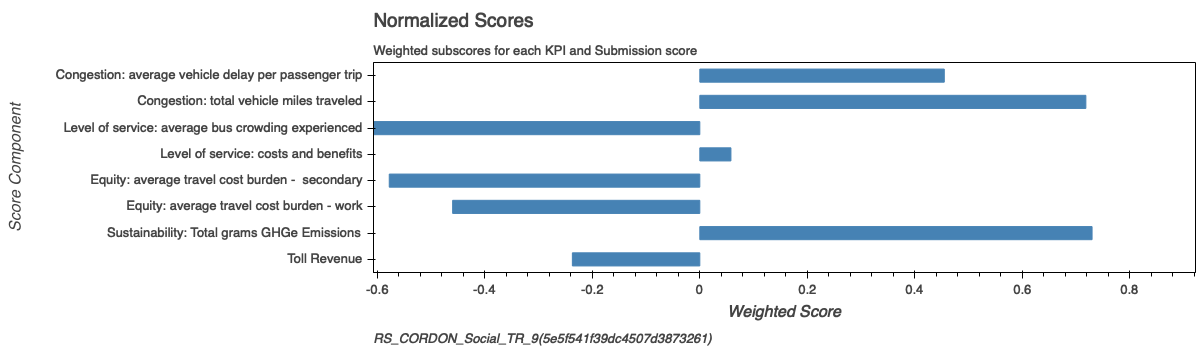 Normalized Scores
Weighted subscores for each KPI and Submission score
Score Component
Congestion: average vehicle delay per passenger trip
Congestion: total vehicle miles traveled
Level of service: average bus crowding experienced
Level of service: costs and benefits
Equity: average travel cost burden -  secondary
Equity: average travel cost burden - work
Sustainability: Total grams GHGe Emissions
Toll Revenue
-0.6 -0.4 -0.2 0 0.2 0.4 0.6 0.8
Weighted Score
RS_CORDON_Social_TR_9(5e5f541f39dc4507d3873261)